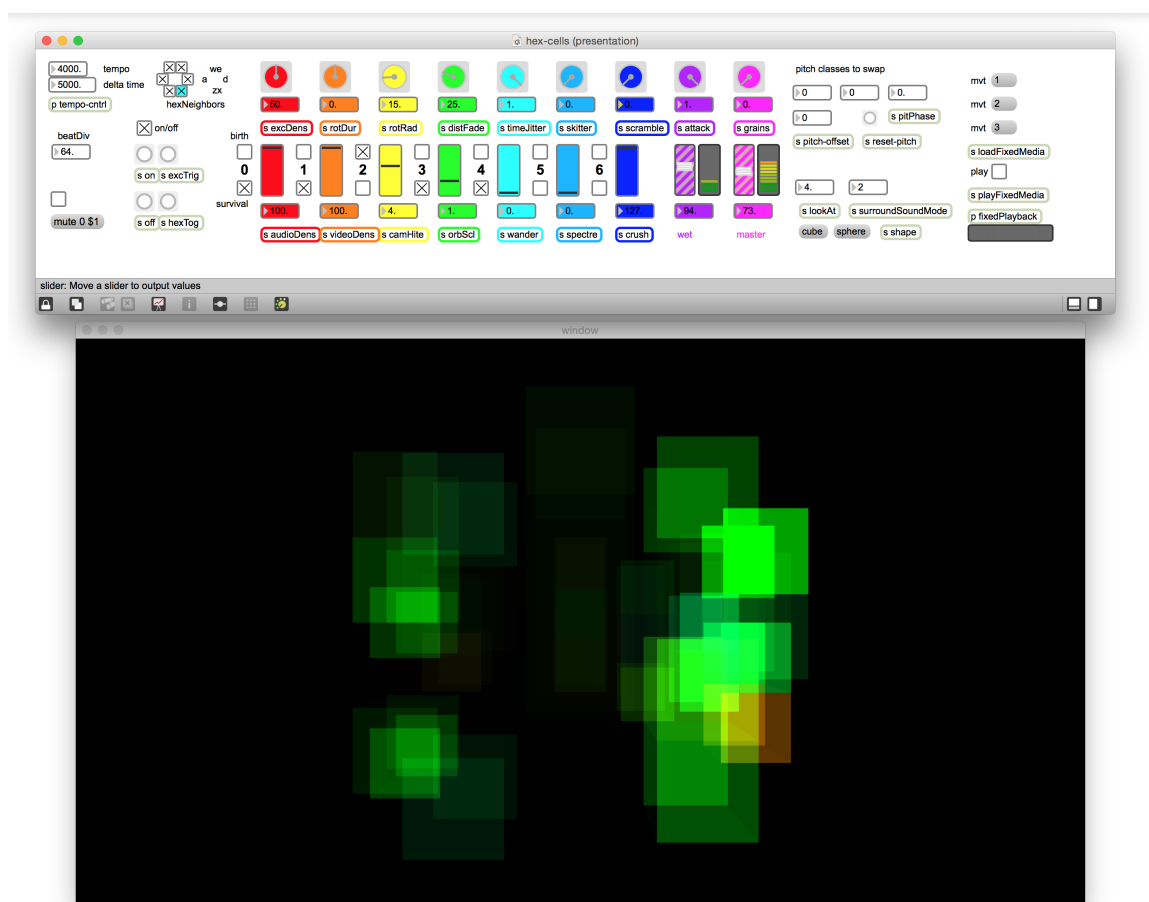 hex-cells (presentation)
4000. tempo
5000. delta time
p tempo-cntrl
we
a d
zx
hexNeighbors
beatDiv
64.
on/off
s on s excTrig
s off s hexTog
mute 0 $1
birth
survival
50. 0. 15. 25. 1. 0. 0. 1. 0.
s excDens s rotDur s rotRad s distFade s timeJitter s skitter s scramble s attack s grains
0 1 2 3 4 5 6
100. 100. 4. 1. 0. 0. 127. 94. 73.
s audioDens s videoDens s camHite s orbScl s wander s spectre s crush wet master
pitch classes to swap
0 0 0.
0 s pitPhase
s pitch-offset s reset-pitch
4. 2
s lookAt s surroundSoundMode
cube sphere s shape
mvt 1
mvt 2
mvt 3
s loadFixedMedia
play
s playFixedMedia
p fixedPlayback
slider: Move a slider to output values
window